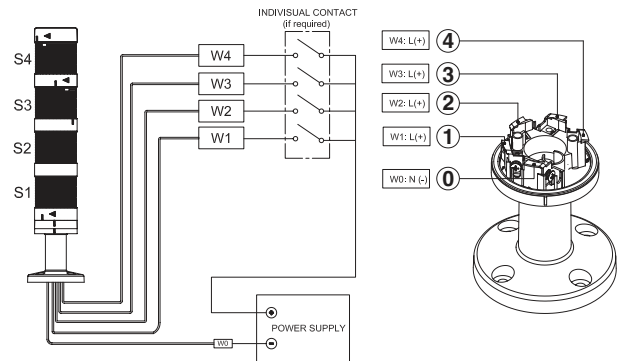 INDIVISUAL CONTACT
(if required)
S4
S3
S2
S1
W4
W3
W2
W1
W0
POWER SUPPLY
W4: L(+) 4
W3: L(+) 3
W2: L(+) 2
W1: L(+) 1
W0: N (-) 0